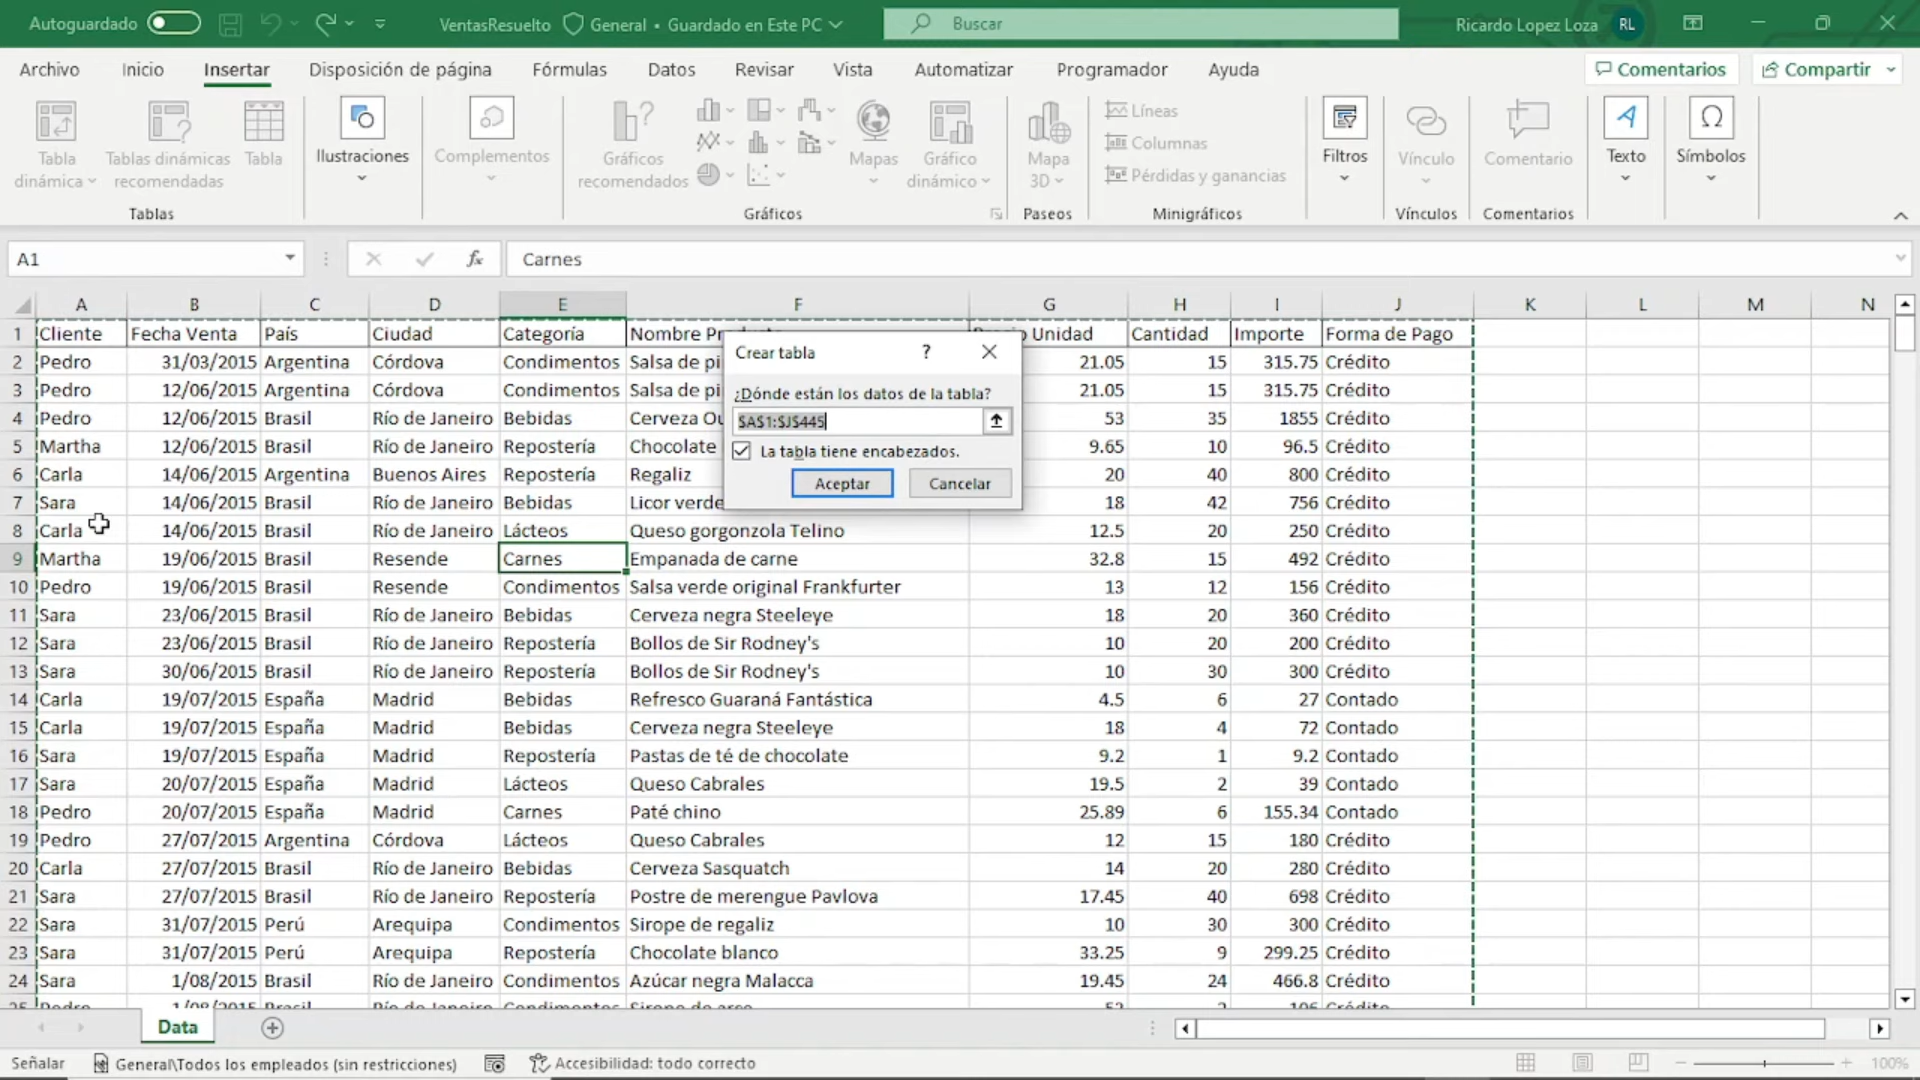 Autoguardado VentasResuelto General • Guardado en Este PC Buscar Ricardo Lopez Loza RL
Archivo Inicio Insertar Disposición de página Fórmulas Datos Revisar Vista Automatizar Programador Ayuda Comentarios Compartir
Tabla dinámica
Tablas dinámicas recomendadas
Tabla
Tablas
Ilustraciones
Complementos
Gráficos recomendados
Mapas
Gráfico dinámico
Gráficos
Mapa 3D
Paseos
Líneas
Columnas
Pérdidas y ganancias
Minigráficos
Filtros
Vínculo
Vínculos
Comentario
Comentarios
Texto
Símbolos
A1 fx Carnes
A B C D E F G H I J K L M N
1 Cliente Fecha Venta País Ciudad Categoría Nombre Pr Unidad Cantidad Importe Forma de Pago
2 Pedro 31/03/2015 Argentina Córdova Condimentos Salsa de pi 21.05 15 315.75 Crédito
3 Pedro 12/06/2015 Argentina Córdova Condimentos Salsa de pi 21.05 15 315.75 Crédito
4 Pedro 12/06/2015 Brasil Río de Janeiro Bebidas Cerveza Ou 53 35 1855 Crédito
5 Martha 12/06/2015 Brasil Río de Janeiro Repostería Chocolate 9.65 10 96.5 Crédito
6 Carla 14/06/2015 Argentina Buenos Aires Repostería Regaliz 20 40 800 Crédito
7 Sara 14/06/2015 Brasil Río de Janeiro Bebidas Licor verde 18 42 756 Crédito
8 Carla 14/06/2015 Brasil Río de Janeiro Lácteos Queso gorgonzola Telino 12.5 20 250 Crédito
9 Martha 19/06/2015 Brasil Resende Carnes Empanada de carne 32.8 15 492 Crédito
10 Pedro 19/06/2015 Brasil Resende Condimentos Salsa verde original Frankfurter 13 12 156 Crédito
11 Sara 23/06/2015 Brasil Río de Janeiro Bebidas Cerveza negra Steeleye 18 20 360 Crédito
12 Sara 23/06/2015 Brasil Río de Janeiro Repostería Bollos de Sir Rodney's 10 20 200 Crédito
13 Sara 30/06/2015 Brasil Río de Janeiro Repostería Bollos de Sir Rodney's 10 30 300 Crédito
14 Carla 19/07/2015 España Madrid Bebidas Refresco Guaraná Fantástica 4.5 6 27 Contado
15 Carla 19/07/2015 España Madrid Bebidas Cerveza negra Steeleye 18 4 72 Contado
16 Sara 19/07/2015 España Madrid Repostería Pastas de té de chocolate 9.2 1 9.2 Contado
17 Sara 20/07/2015 España Madrid Lácteos Queso Cabrales 19.5 2 39 Contado
18 Pedro 20/07/2015 España Madrid Carnes Paté chino 25.89 6 155.34 Contado
19 Pedro 27/07/2015 Argentina Córdova Lácteos Queso Cabrales 12 15 180 Crédito
20 Carla 27/07/2015 Brasil Río de Janeiro Bebidas Cerveza Sasquatch 14 20 280 Crédito
21 Sara 27/07/2015 Brasil Río de Janeiro Repostería Postre de merengue Pavlova 17.45 40 698 Crédito
22 Sara 31/07/2015 Perú Arequipa Condimentos Sirope de regaliz 10 30 300 Crédito
23 Sara 31/07/2015 Perú Arequipa Repostería Chocolate blanco 33.25 9 299.25 Crédito
24 Sara 1/08/2015 Brasil Río de Janeiro Condimentos Azúcar negra Malacca 19.45 24 466.8 Crédito
Crear tabla ?
¿Dónde están los datos de la tabla?
$A$1:$J$445
La tabla tiene encabezados.
Aceptar Cancelar
Data
Señalar General\Todos los empleados (sin restricciones) Accesibilidad: todo correcto 100%